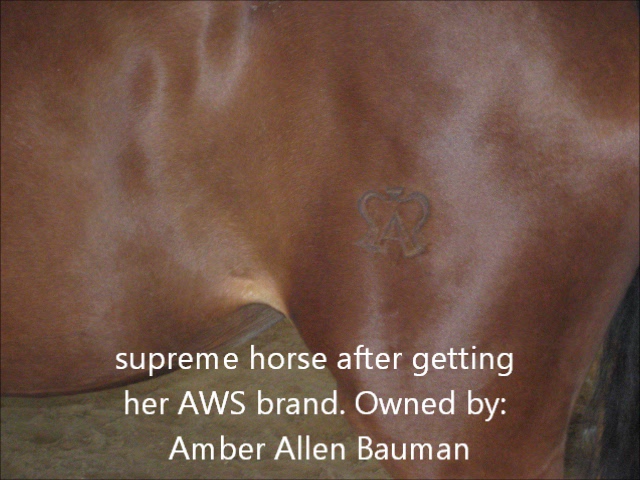 A
supreme horse after getting
her AWS brand. Owned by:
Amber Allen Bauman